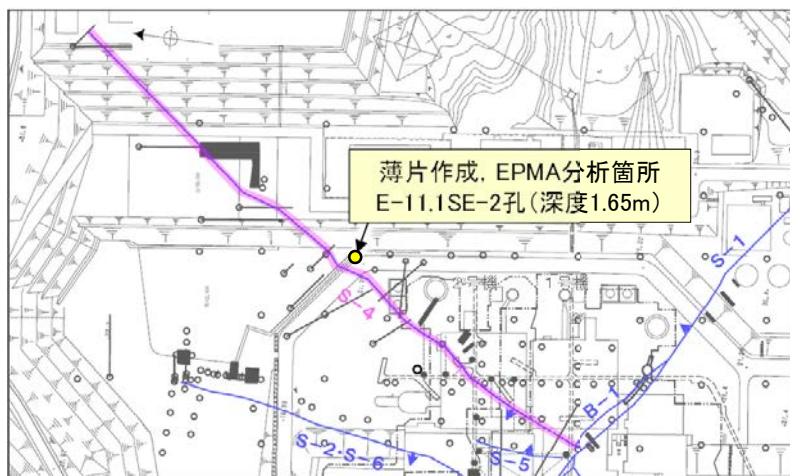 薄片作成，EPMA分析箇所
E-11.1SE-2孔（深度1.65m）
S-1
S-4
2号機
1号機
B-1
S-2・S-6
S-5